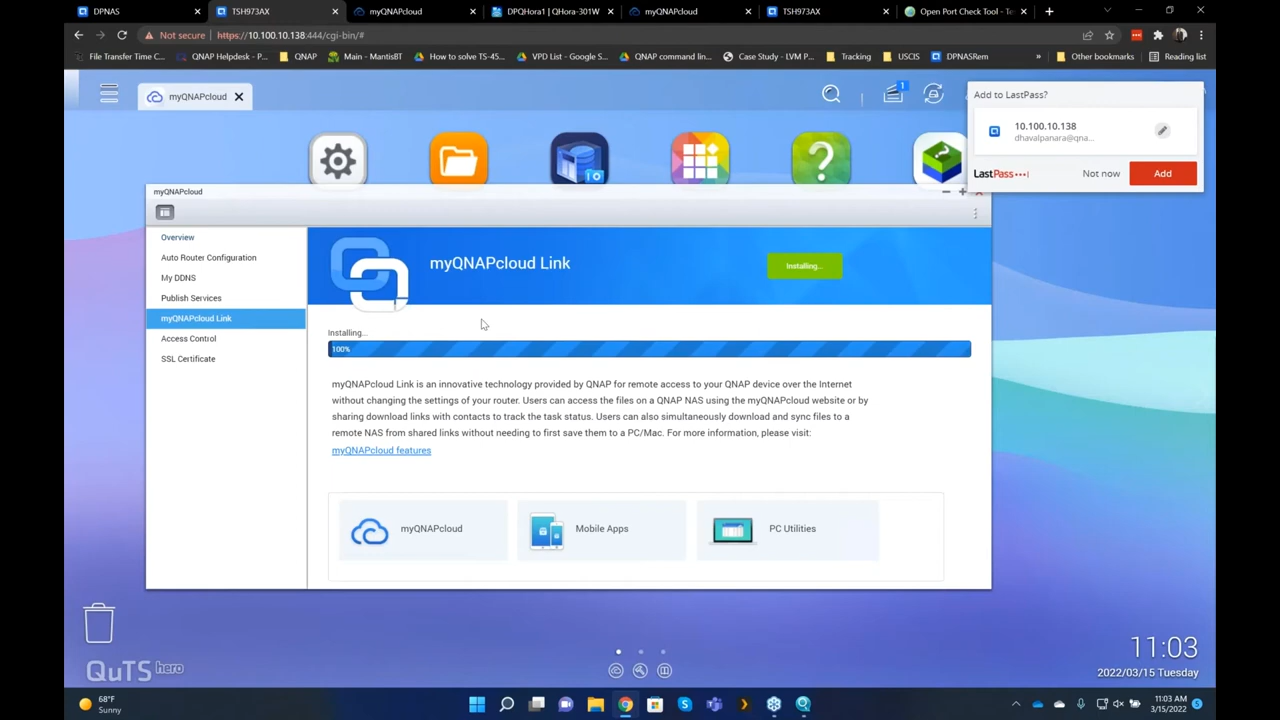 DPNAS
TSH973AX
myQNAPcloud
DPQHora1 | QHora-301W
myQNAPcloud
TSH973AX
Open Port Check Tool - Te
Not secure
https://10.100.10.138:444/cgi-bin/#
File Transfer Time C...
QNAP Helpdesk - P...
QNAP
Main - MantisBT
How to solve TS-45...
VPD List - Google S...
QNAP command lin...
Case Study - LVM P...
Tracking
USCIS
DPNASRem
»
Other bookmarks
Reading list
myQNAPcloud
1
Add to LastPass?
10.100.10.138
dhavalpanara@qna...
LastPass
Not now
Add
myQNAPcloud
Overview
Auto Router Configuration
My DDNS
Publish Services
myQNAPcloud Link
Access Control
SSL Certificate
myQNAPcloud Link
Installing...
Installing...
100%
myQNAPcloud Link is an innovative technology provided by QNAP for remote access to your QNAP device over the Internet
without changing the settings of your router. Users can access the files on a QNAP NAS using the myQNAPcloud website or by
sharing download links with contacts to track the task status. Users can also simultaneously download and sync files to a
remote NAS from shared links without needing to first save them to a PC/Mac. For more information, please visit:
myQNAPcloud features
myQNAPcloud
Mobile Apps
PC Utilities
QuTS hero
11:03
2022/03/15 Tuesday
68°F
Sunny
11:03 AM
3/15/2022
5